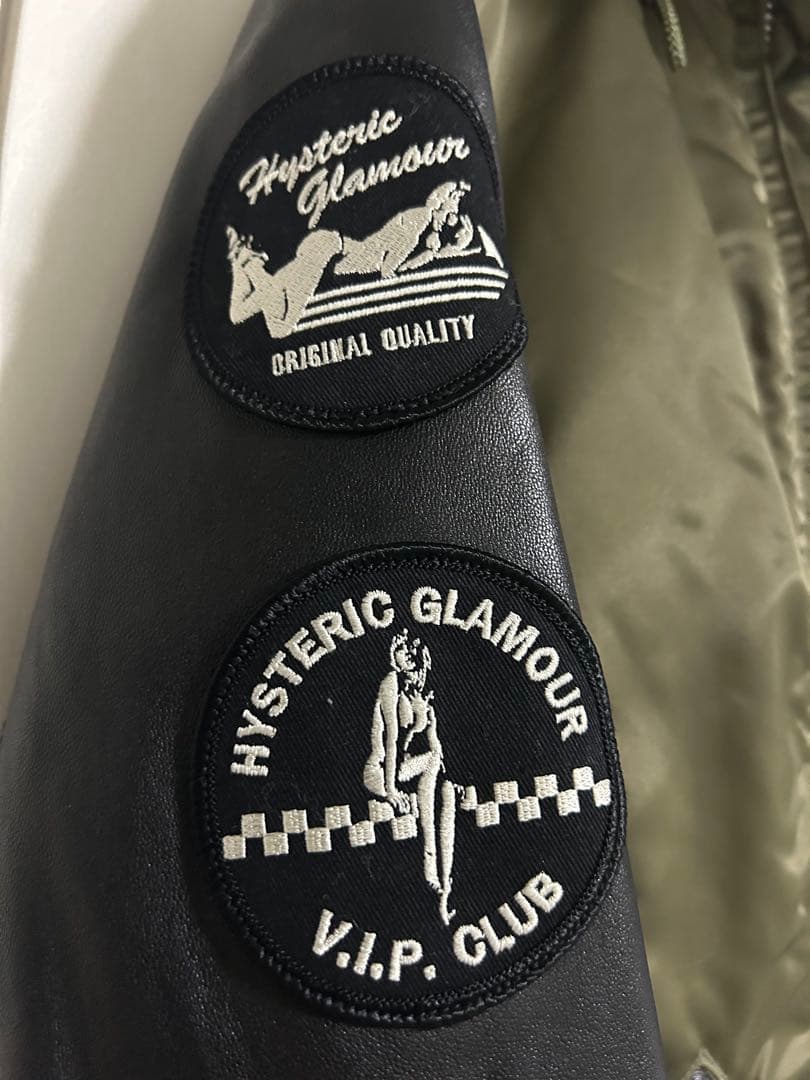 Hysteric
Glamour
ORIGINAL QUALITY
HYSTERIC GLAMOUR
V.I.P. CLUB